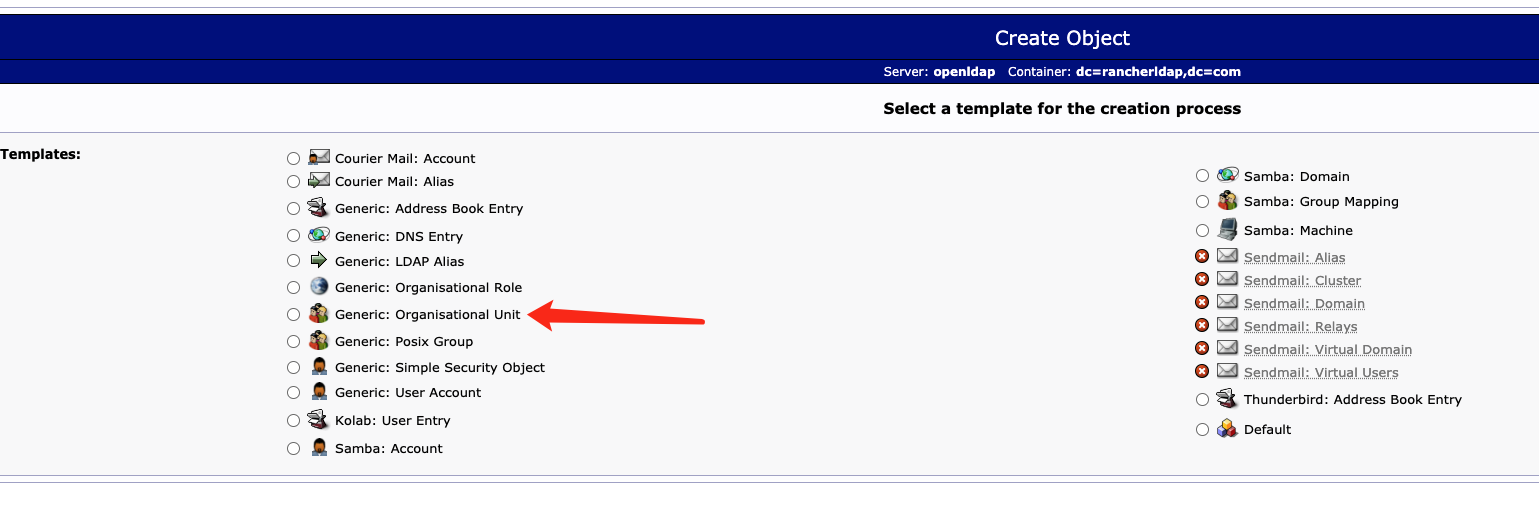 Create Object
Server: openldap Container: dc=rancherldap,dc=com
Select a template for the creation process
Templates:
Courier Mail: Account
Courier Mail: Alias
Generic: Address Book Entry
Generic: DNS Entry
Generic: LDAP Alias
Generic: Organisational Role
Generic: Organisational Unit
Generic: Posix Group
Generic: Simple Security Object
Generic: User Account
Kolab: User Entry
Samba: Account
Samba: Domain
Samba: Group Mapping
Samba: Machine
Sendmail: Alias
Sendmail: Cluster
Sendmail: Domain
Sendmail: Relays
Sendmail: Virtual Domain
Sendmail: Virtual Users
Thunderbird: Address Book Entry
Default